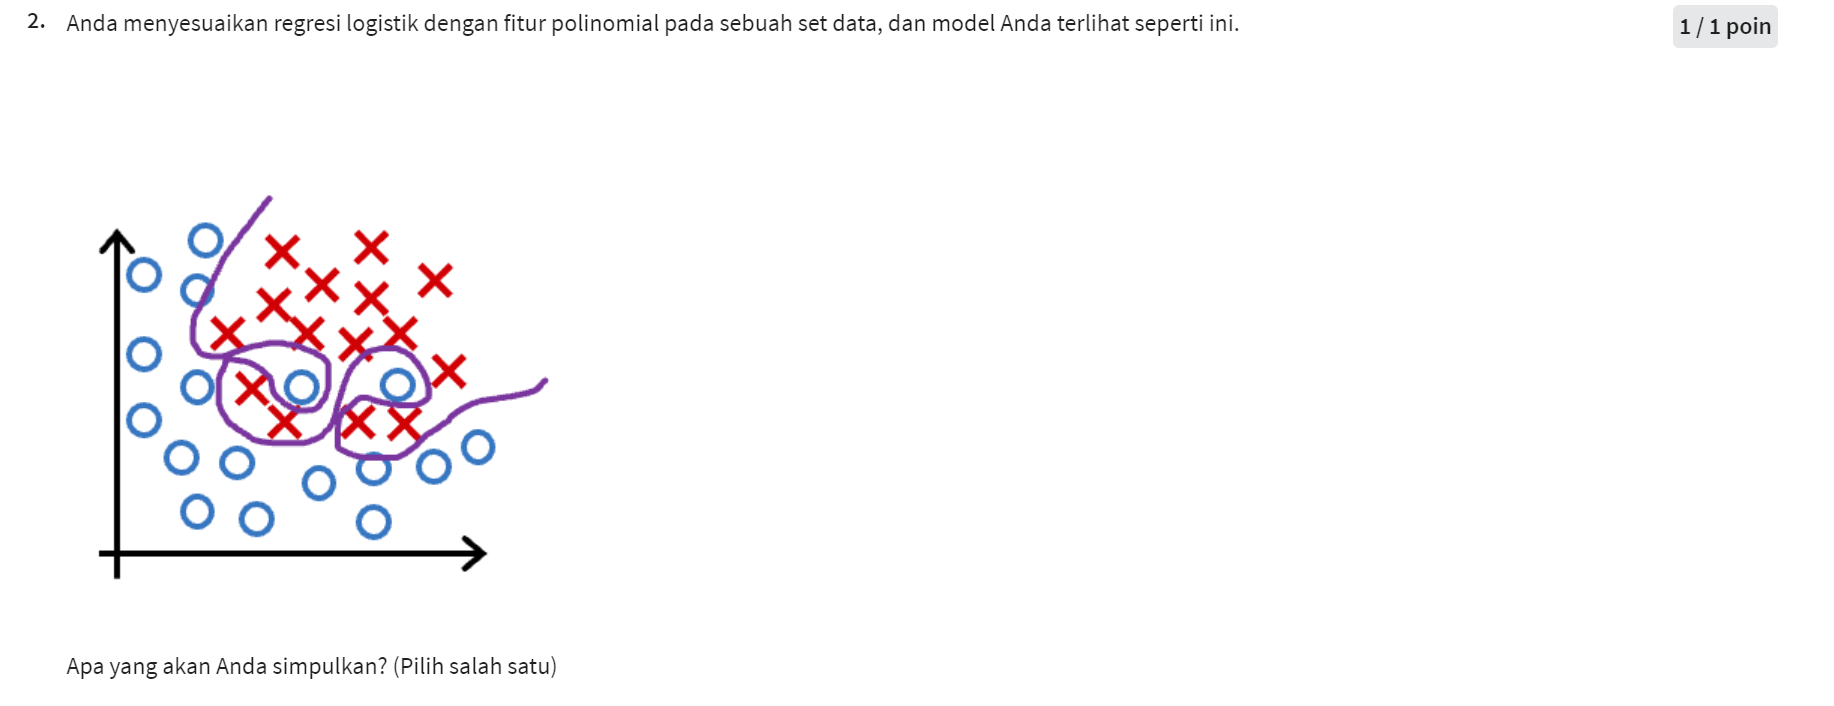 2. Anda menyesuaikan regresi logistik dengan fitur polinomial pada sebuah set data, dan model Anda terlihat seperti ini.
1 / 1 poin
Apa yang akan Anda simpulkan? (Pilih salah satu)